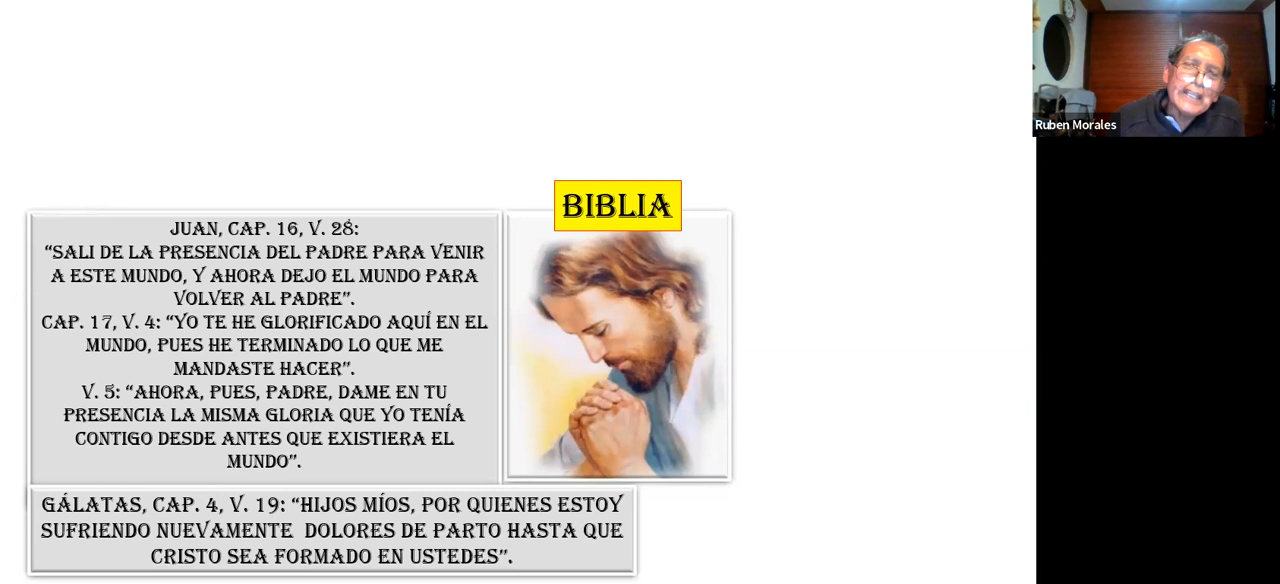 Ruben Morales
BIBLIA
JUAN, CAP. 16, V. 28:
“SALI DE LA PRESENCIA DEL PADRE PARA VENIR
A ESTE MUNDO, Y AHORA DEJO EL MUNDO PARA
VOLVER AL PADRE”.
CAP. 17, V. 4: “YO TE HE GLORIFICADO AQUÍ EN EL
MUNDO, PUES HE TERMINADO LO QUE ME
MANDASTE HACER”.
V. 5: “AHORA, PUES, PADRE, DAME EN TU
PRESENCIA LA MISMA GLORIA QUE YO TENÍA
CONTIGO DESDE ANTES QUE EXISTIERA EL
MUNDO”.
GÁLATAS, CAP. 4, V. 19: “HIJOS MÍOS, POR QUIENES ESTOY
SUFRIENDO NUEVAMENTE DOLORES DE PARTO HASTA QUE
CRISTO SEA FORMADO EN USTEDES”.